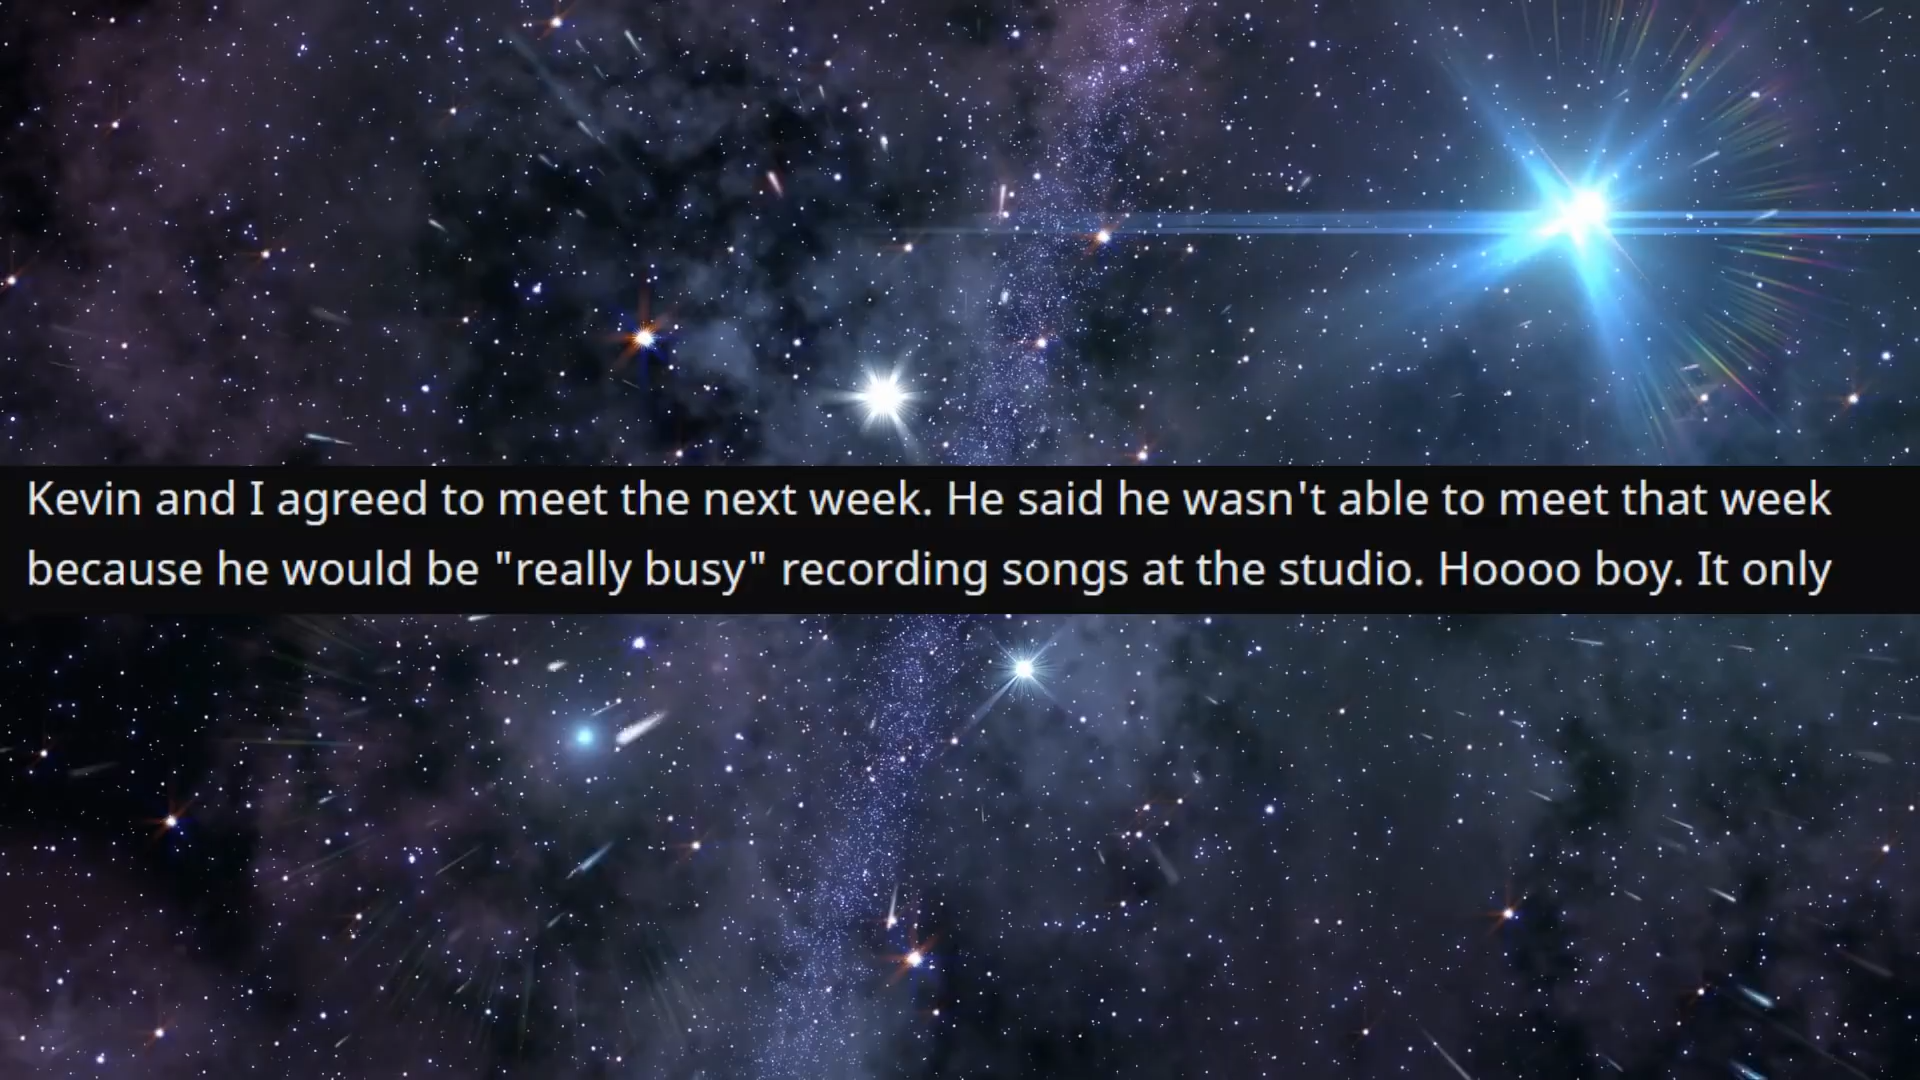 Kevin and I agreed to meet the next week. He said he wasn't able to meet that week
because he would be "really busy" recording songs at the studio. Hoooo boy. It only